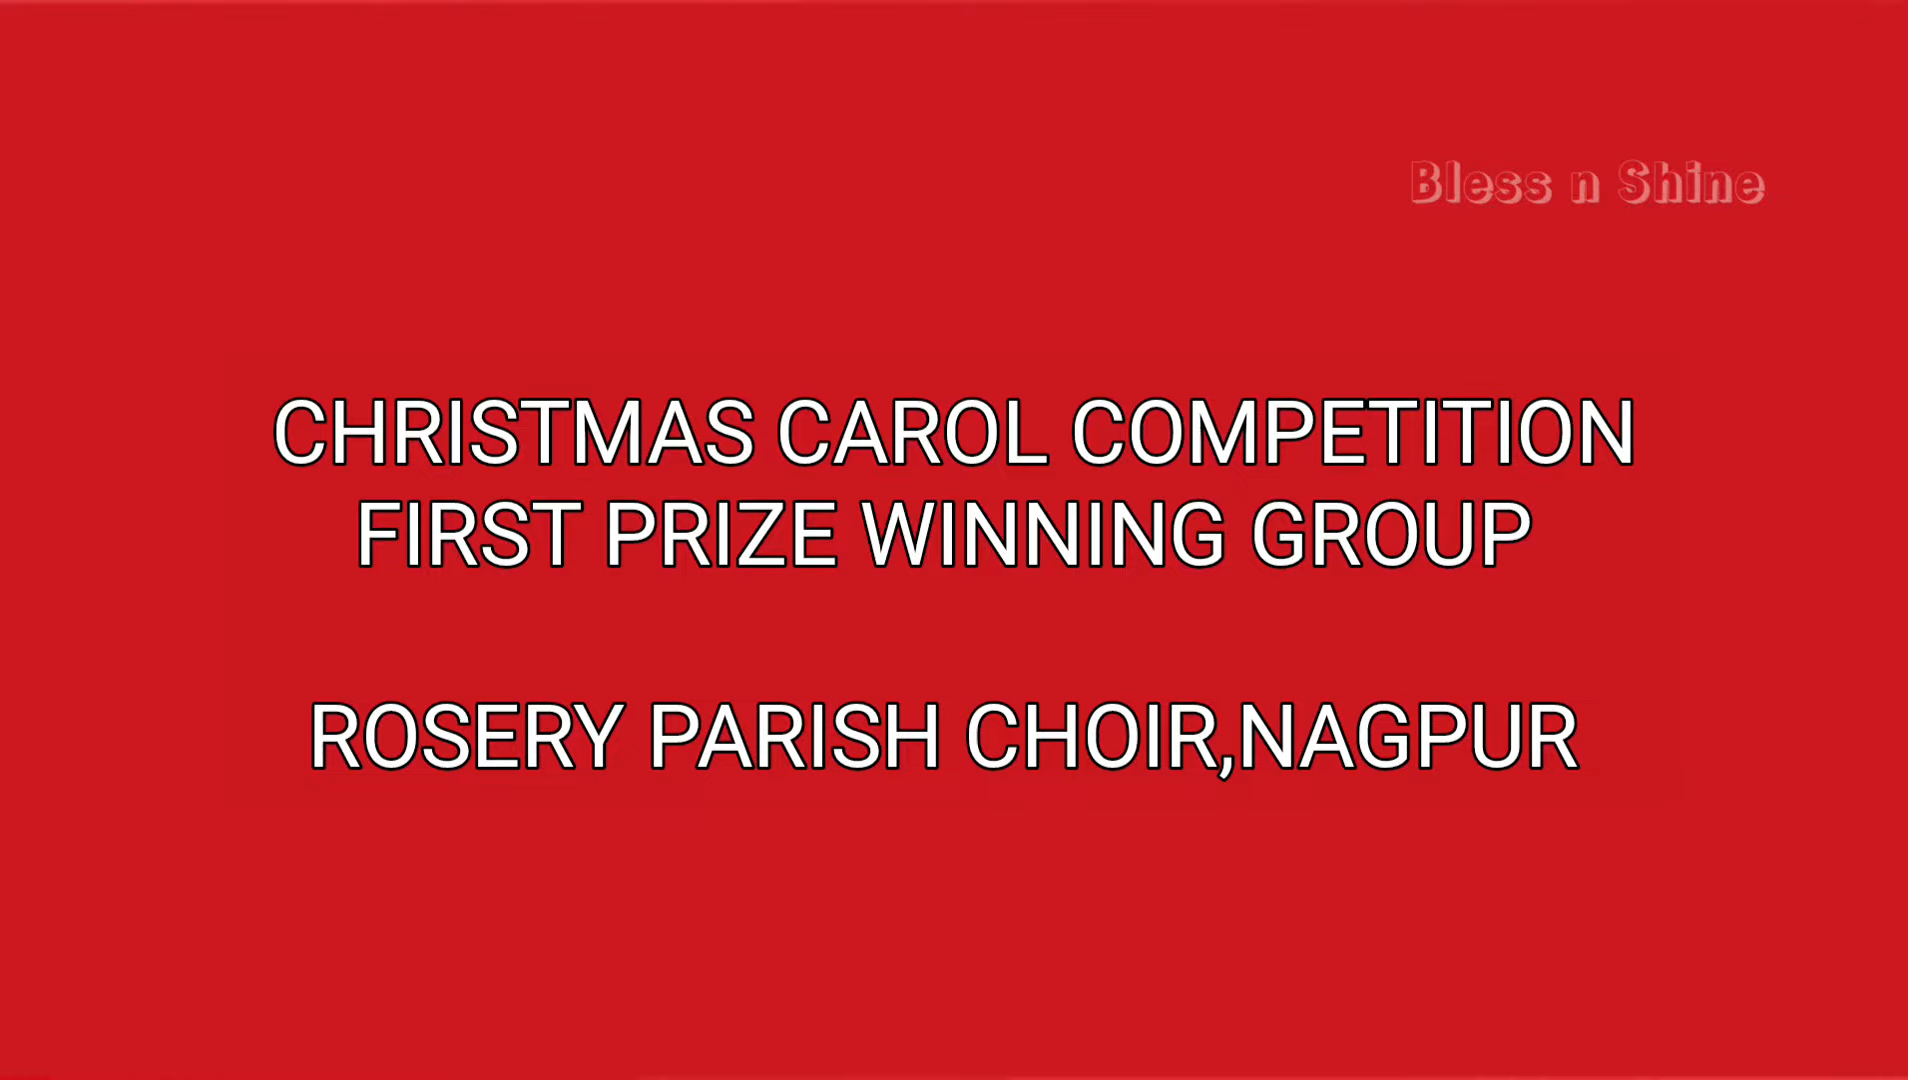 Bless n Shine
CHRISTMAS CAROL COMPETITION
FIRST PRIZE WINNING GROUP
ROSERY PARISH CHOIR,NAGPUR